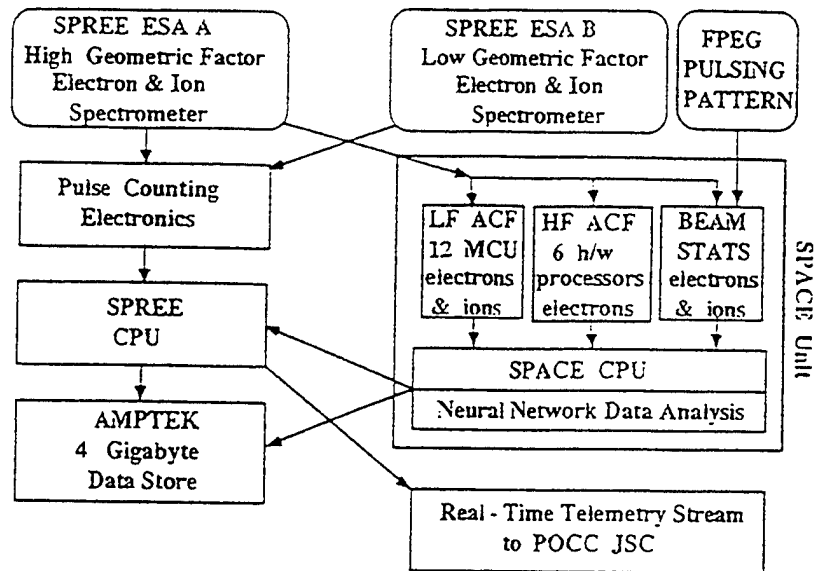 SPREE ESA A
High Geometric Factor
Electron & Ion
Spectrometer
SPREE ESA B
Low Geometric Factor
Electron & Ion
Spectrometer
FPEG
PULSING
PATTERN
Pulse Counting
Electronics
LF ACF
12 MCU
electrons
& ions
HF ACF
6 h/w
processors
electrons
BEAM
STATS
electrons
& ions
SPACE Unit
SPREE
CPU
SPACE CPU
Neural Network Data Analysis
AMPTEK
4 Gigabyte
Data Store
Real - Time Telemetry Stream
to POCC JSC